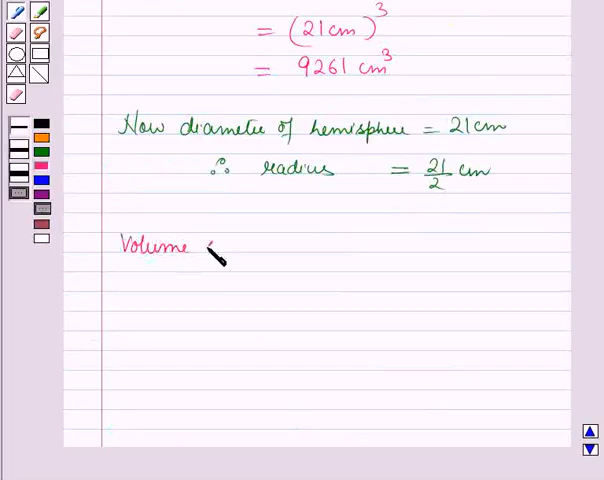 = (21cm)³
= 9261 cm³
Now diameter of hemisphere = 21cm
∴ radius = 21/2 cm
Volume